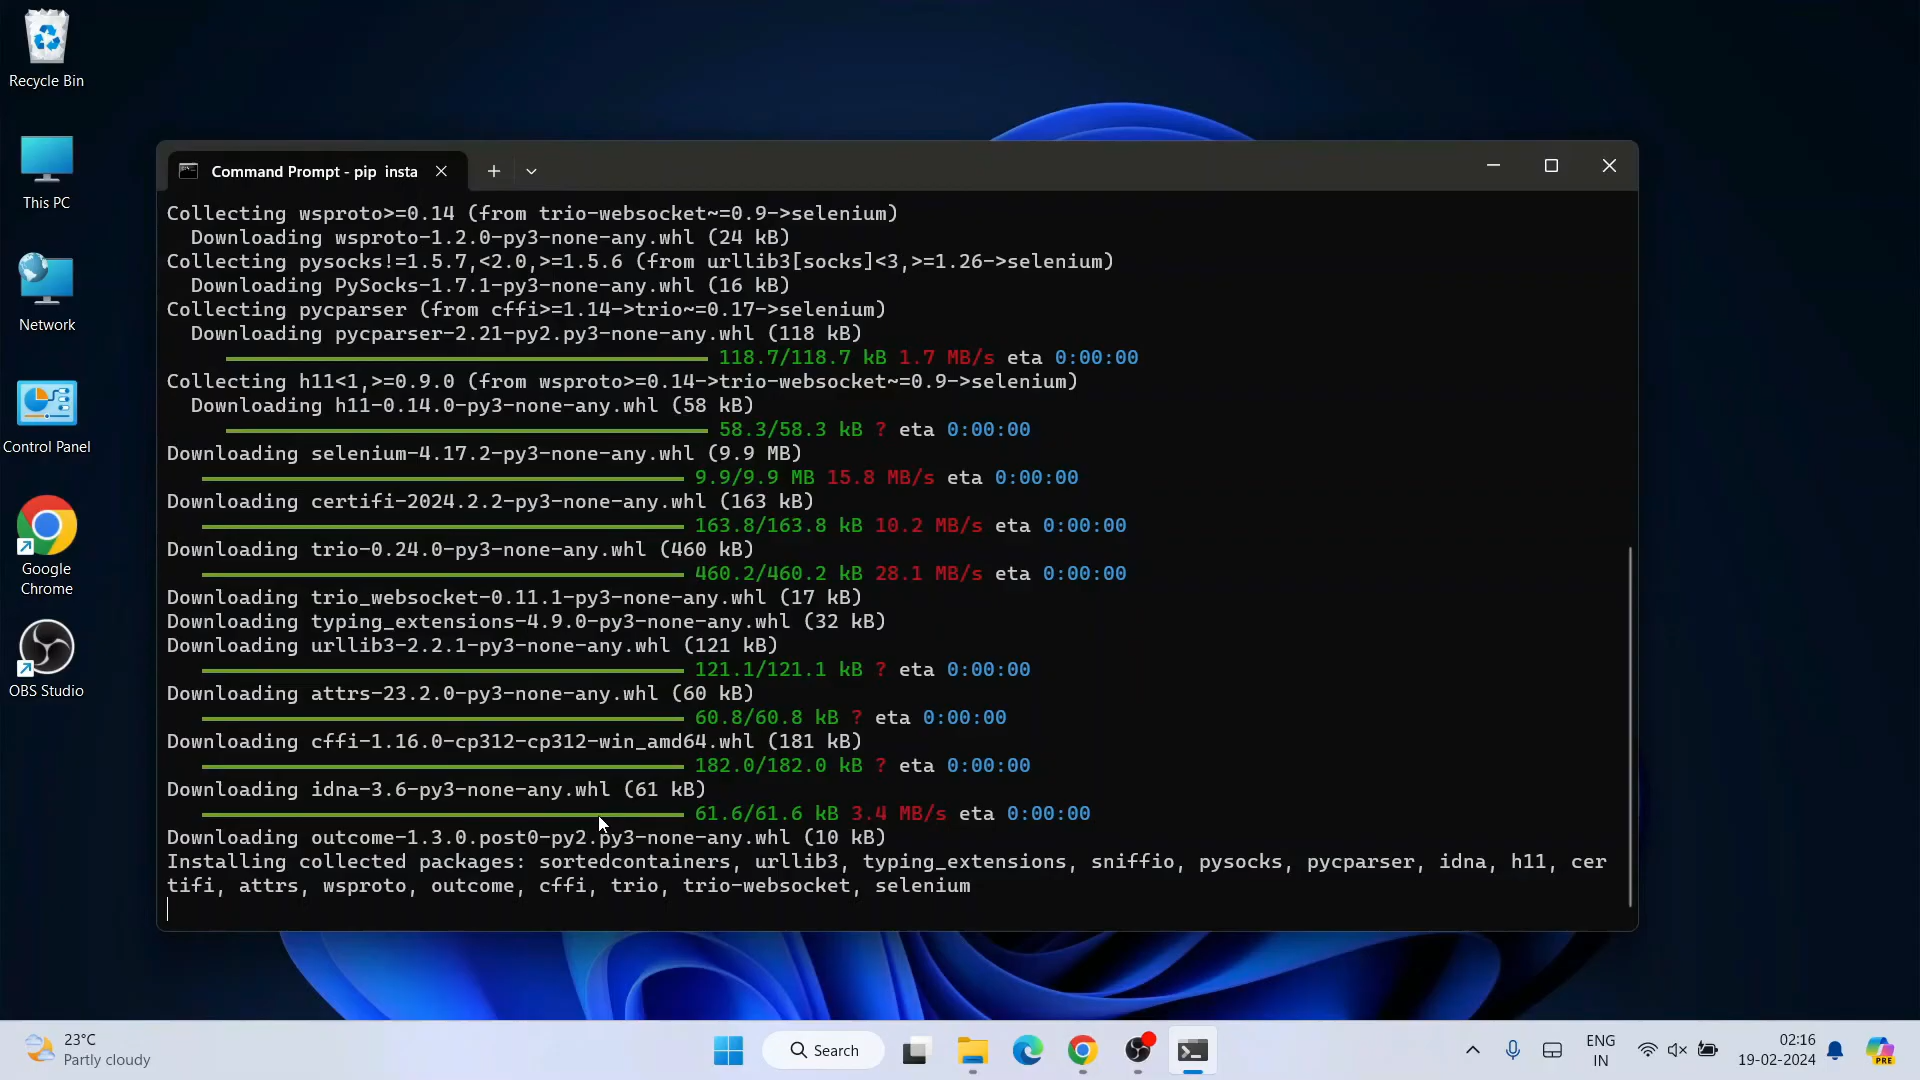 Recycle Bin
This PC
Network
Control Panel
Google
Chrome
OBS Studio
Command Prompt - pip  insta
Collecting wsproto>=0.14 (from trio-websocket~=0.9->selenium)
  Downloading wsproto-1.2.0-py3-none-any.whl (24 kB)
Collecting pysocks!=1.5.7,<2.0,>=1.5.6 (from urllib3[socks]<3,>=1.26->selenium)
  Downloading PySocks-1.7.1-py3-none-any.whl (16 kB)
Collecting pycparser (from cffi>=1.14->trio~=0.17->selenium)
  Downloading pycparser-2.21-py2.py3-none-any.whl (118 kB)
118.7/118.7 kB 1.7 MB/s eta 0:00:00
Collecting h11<1,>=0.9.0 (from wsproto>=0.14->trio-websocket~=0.9->selenium)
  Downloading h11-0.14.0-py3-none-any.whl (58 kB)
58.3/58.3 kB ? eta 0:00:00
Downloading selenium-4.17.2-py3-none-any.whl (9.9 MB)
9.9/9.9 MB 15.8 MB/s eta 0:00:00
Downloading certifi-2024.2.2-py3-none-any.whl (163 kB)
163.8/163.8 kB 10.2 MB/s eta 0:00:00
Downloading trio-0.24.0-py3-none-any.whl (460 kB)
460.2/460.2 kB 28.1 MB/s eta 0:00:00
Downloading trio_websocket-0.11.1-py3-none-any.whl (17 kB)
Downloading typing_extensions-4.9.0-py3-none-any.whl (32 kB)
Downloading urllib3-2.2.1-py3-none-any.whl (121 kB)
121.1/121.1 kB ? eta 0:00:00
Downloading attrs-23.2.0-py3-none-any.whl (60 kB)
60.8/60.8 kB ? eta 0:00:00
Downloading cffi-1.16.0-cp312-cp312-win_amd64.whl (181 kB)
182.0/182.0 kB ? eta 0:00:00
Downloading idna-3.6-py3-none-any.whl (61 kB)
61.6/61.6 kB 3.4 MB/s eta 0:00:00
Downloading outcome-1.3.0.post0-py2.py3-none-any.whl (10 kB)
Installing collected packages: sortedcontainers, urllib3, typing_extensions, sniffio, pysocks, pycparser, idna, h11, cer
tifi, attrs, wsproto, outcome, cffi, trio, trio-websocket, selenium
23°C
Partly cloudy
Search
ENG
IN
02:16
19-02-2024
PRE